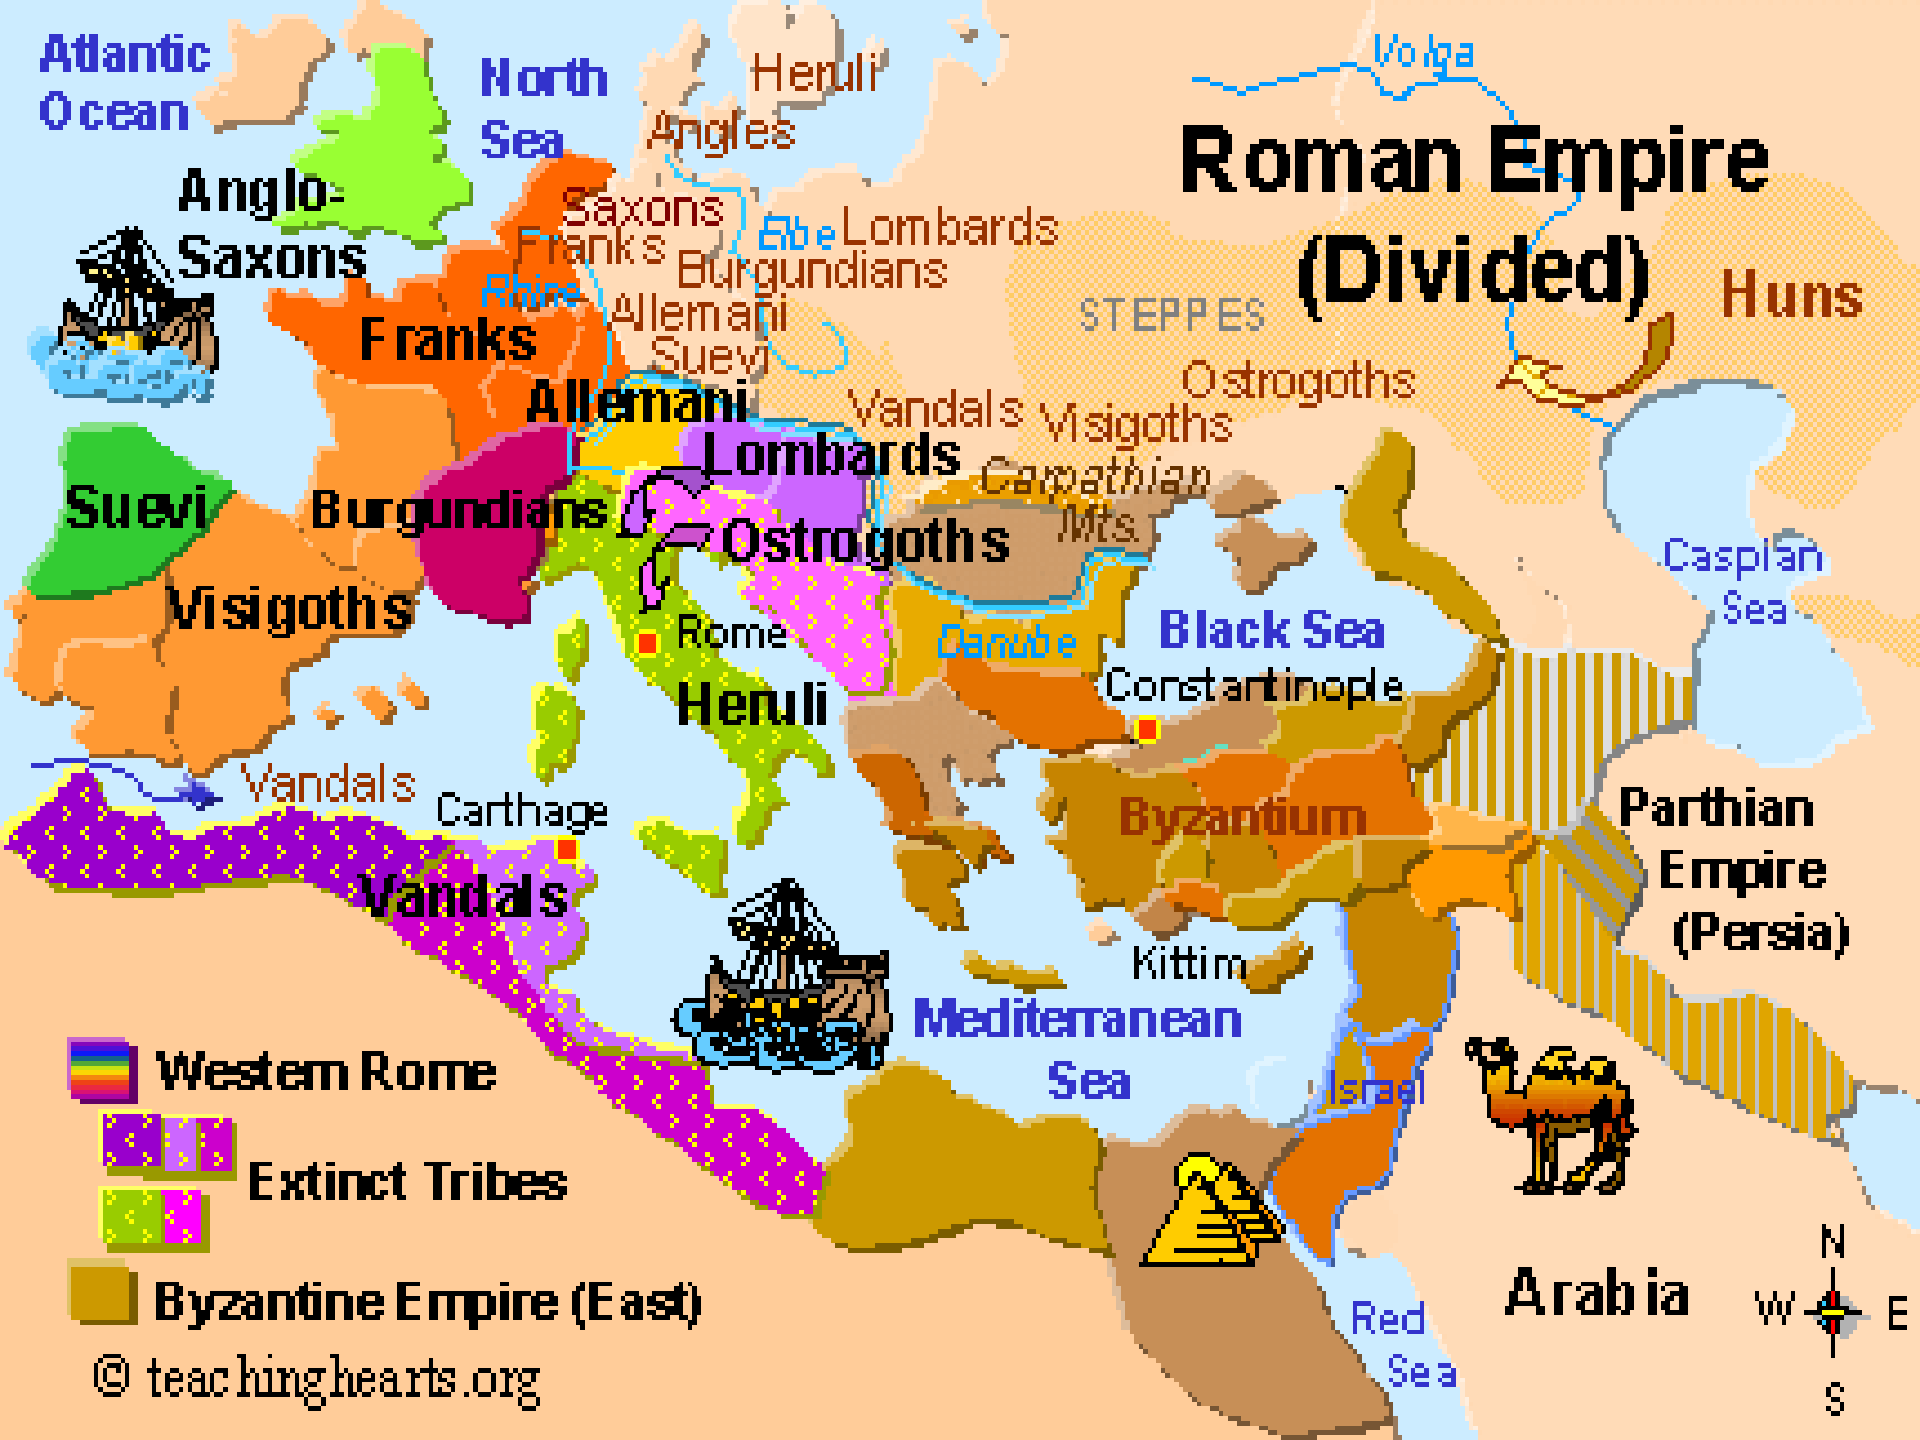 Atlantic
Ocean
North
Sea
Heruli
Angles
Volga
Roman Empire
(Divided)
Anglo-
Saxons
Saxons
Franks
Elbe
Lombards
Burgundians
Rhine
Allemani
Suevi
STEPPES
Huns
Franks
Allemani
Vandals
Visigoths
Ostrogoths
Lombards
Carpathian
Mts.
Suevi
Burgundians
Ostrogoths
Caspian
Sea
Visigoths
Rome
Danube
Black Sea
Constantinople
Heruli
Vandals
Carthage
Byzantium
Parthian
Empire
(Persia)
Vandals
Kittim
Mediterranean
Sea
Israel
Western Rome
Extinct Tribes
Byzantine Empire (East)
© teachinghearts.org
Arabia
Red
Sea
N
W
E
S